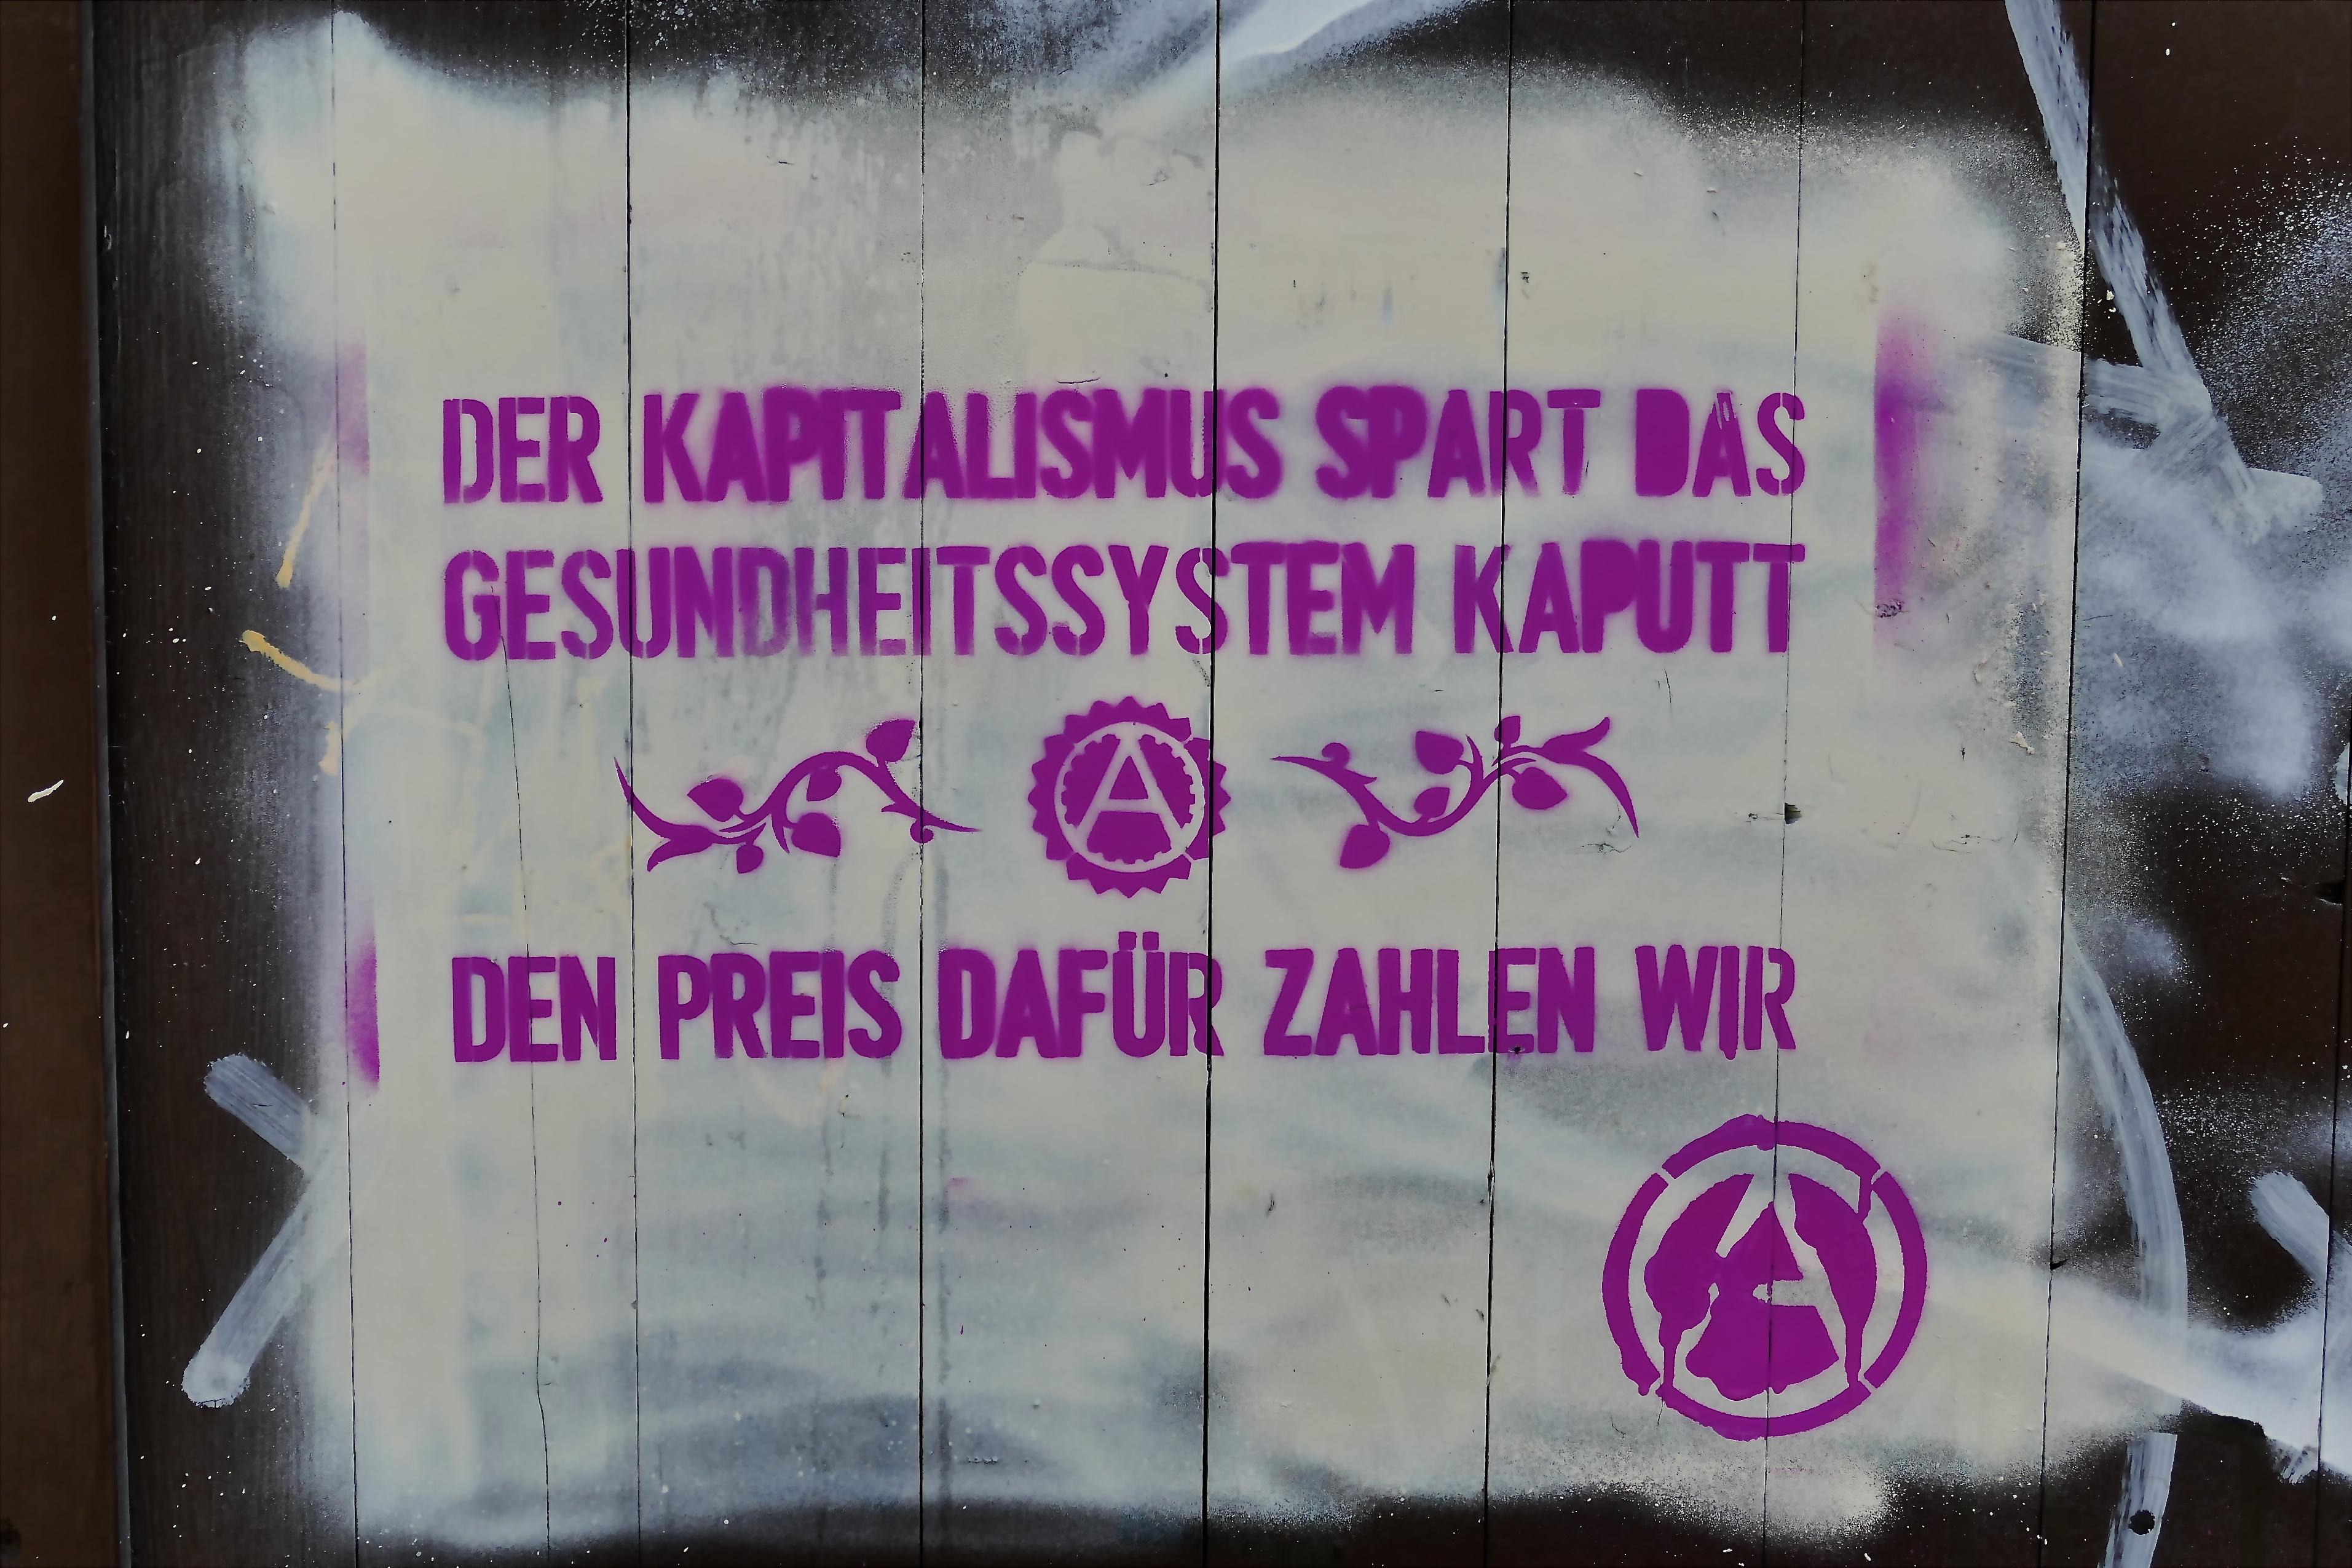 DER KAPITALISMUS SPART DAS
GESUNDHEITSSYSTEM KAPUTT
A
DEN PREIS DAFÜR ZAHLEN WIR
A